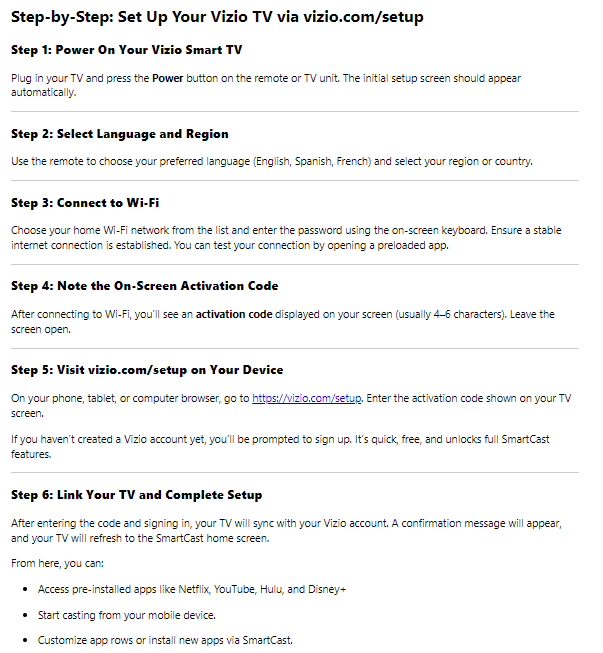 Step-by-Step: Set Up Your Vizio TV via vizio.com/setup
Step 1: Power On Your Vizio Smart TV
Plug in your TV and press the Power button on the remote or TV unit. The initial setup screen should appear
automatically.
Step 2: Select Language and Region
Use the remote to choose your preferred language (English, Spanish, French) and select your region or country.
Step 3: Connect to Wi-Fi
Choose your home Wi-Fi network from the list and enter the password using the on-screen keyboard. Ensure a stable
internet connection is established. You can test your connection by opening a preloaded app.
Step 4: Note the On-Screen Activation Code
After connecting to Wi-Fi, you'll see an activation code displayed on your screen (usually 4–6 characters). Leave the
screen open.
Step 5: Visit vizio.com/setup on Your Device
On your phone, tablet, or computer browser, go to https://vizio.com/setup. Enter the activation code shown on your TV
screen.
If you haven't created a Vizio account yet, you'll be prompted to sign up. It's quick, free, and unlocks full SmartCast
features.
Step 6: Link Your TV and Complete Setup
After entering the code and signing in, your TV will sync with your Vizio account. A confirmation message will appear,
and your TV will refresh to the SmartCast home screen.
From here, you can:
• Access pre-installed apps like Netflix, YouTube, Hulu, and Disney+
• Start casting from your mobile device.
• Customize app rows or install new apps via SmartCast.